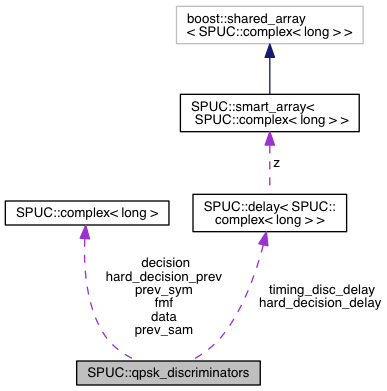 boost::shared_array
< SPUC::complex< long > >
SPUC::smart_array<
SPUC::complex< long > >
z
SPUC::complex< long >
SPUC::delay< SPUC::
complex< long > >
decision
hard_decision_prev
prev_sym
fmf
data
prev_sam
timing_disc_delay
hard_decision_delay
SPUC::qpsk_discriminators